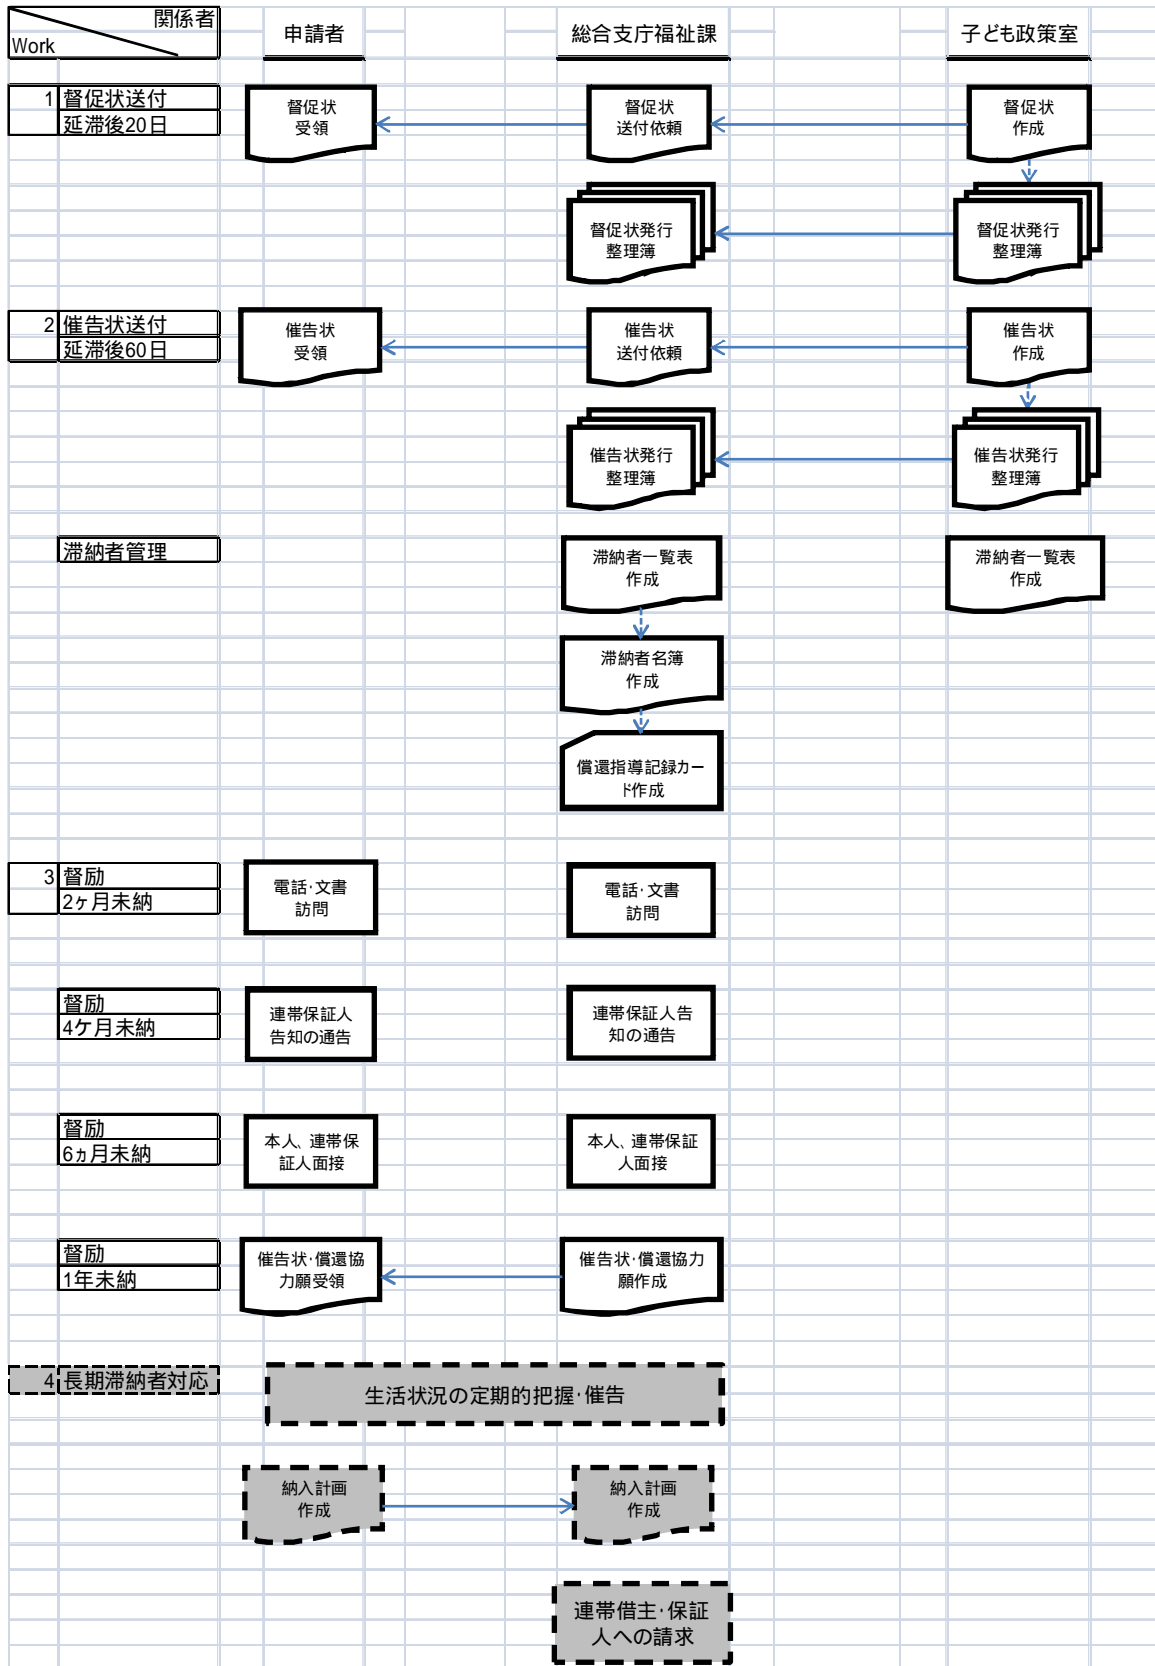 関係者
Work
申請者
総合支庁福祉課
子ども政策室
1 督促状送付
延滞後20日
督促状
受領
督促状
送付依頼
督促状
作成
督促状発行
整理簿
督促状発行
整理簿
2 催告状送付
延滞後60日
催告状
受領
催告状
送付依頼
催告状
作成
催告状発行
整理簿
催告状発行
整理簿
滞納者管理
滞納者一覧表
作成
滞納者一覧表
作成
滞納者名簿
作成
償還指導記録カー
ド作成
3 督励
2ヶ月未納
電話・文書
訪問
電話・文書
訪問
督励
4ケ月未納
連帯保証人
告知の通告
連帯保証人告
知の通告
督励
6ヵ月未納
本人、連帯保
証人面接
本人、連帯保証
人面接
督励
1年未納
催告状・償還協
力願受領
催告状・償還協力
願作成
4 長期滞納者対応
生活状況の定期的把握・催告
納入計画
作成
納入計画
作成
連帯借主・保証
人への請求